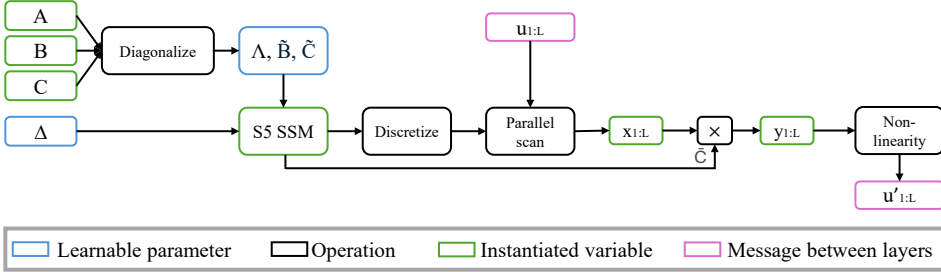 A
B
C
Δ
Diagonalize
Λ, B̃, C̃
S5 SSM
Discretize
u1:L
Parallel
scan
x1:L
×
C̄
y1:L
Non-
linearity
u'1:L
Learnable parameter
Operation
Instantiated variable
Message between layers